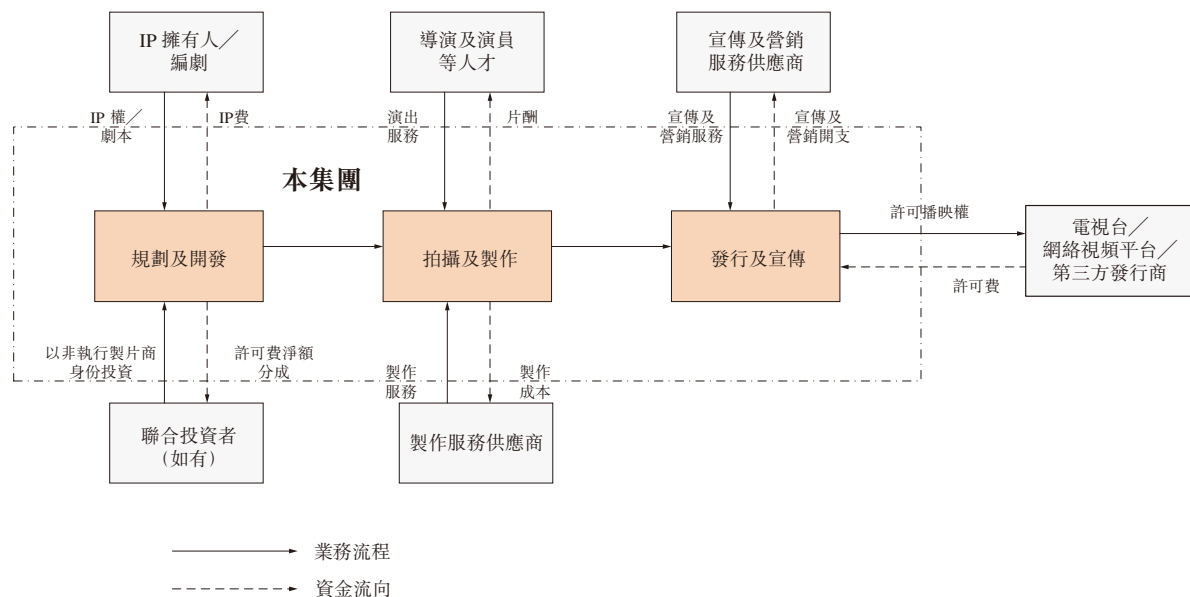 IP 擁有人／
編劇
導演及演員
等人才
宣傳及營銷
服務供應商
IP 權／
劇本
IP費
演出
服務
片酬
宣傳及
營銷服務
宣傳及
營銷開支
本集團
規劃及開發
拍攝及製作
發行及宣傳
許可播映權
許可費
電視台／
網絡視頻平台／
第三方發行商
以非執行製片商
身份投資
許可費淨額
分成
製作
服務
製作
成本
聯合投資者
（如有）
製作服務供應商
業務流程
資金流向